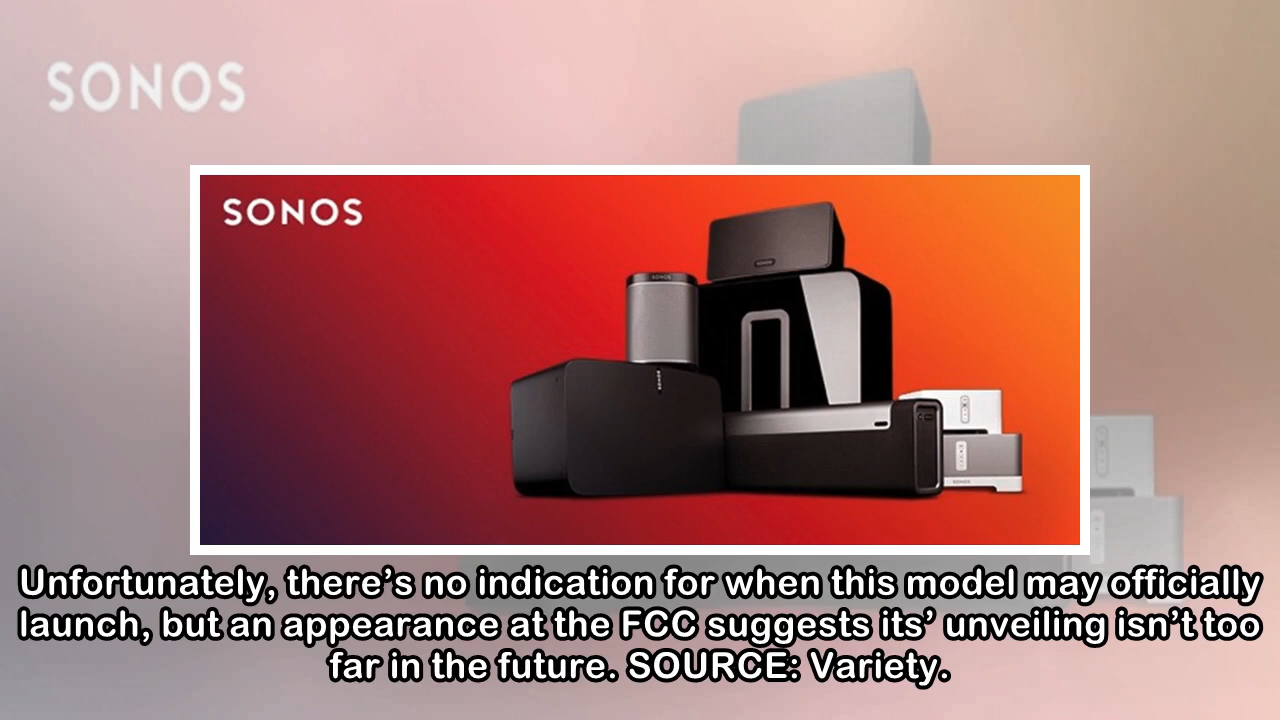 SONOS
SONOS
SONOS
Unfortunately, there’s no indication for when this model may officially
launch, but an appearance at the FCC suggests its’ unveiling isn’t too
far in the future. SOURCE: Variety.